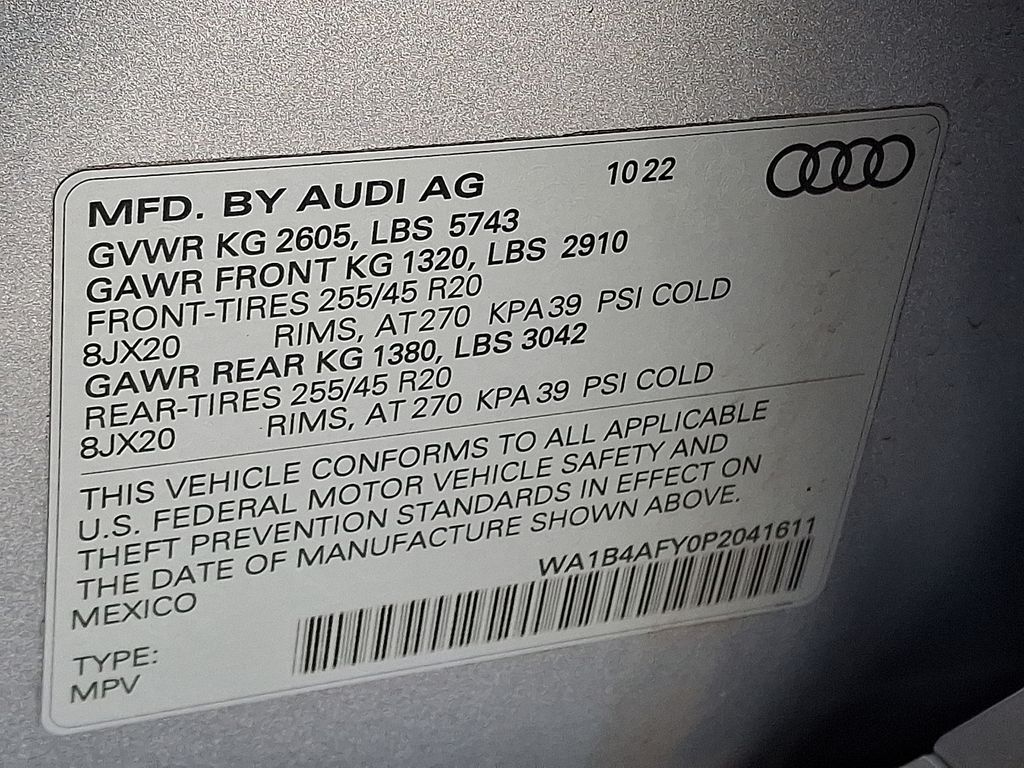 MFD. BY AUDI AG 10 22
GVWR KG 2605, LBS 5743
GAWR FRONT KG 1320, LBS 2910
FRONT-TIRES 255/45 R20
8JX20 RIMS, AT 270 KPA 39 PSI COLD
GAWR REAR KG 1380, LBS 3042
REAR-TIRES 255/45 R20
8JX20 RIMS, AT 270 KPA 39 PSI COLD
THIS VEHICLE CONFORMS TO ALL APPLICABLE
U.S. FEDERAL MOTOR VEHICLE SAFETY AND
THEFT PREVENTION STANDARDS IN EFFECT ON
THE DATE OF MANUFACTURE SHOWN ABOVE.
MEXICO WA1B4AFY0P2041611
TYPE:
MPV